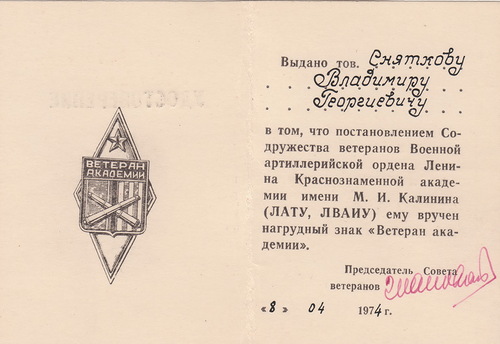 ВЕТЕРАН
АКАДЕМИИ
Выдано тов. Сняткову
Владимиру
Георгиевичу
в том, что постановлением Со-
дружества ветеранов Военной
артиллерийской ордена Лени-
на Краснознаменной акаде-
мии имени М. И. Калинина
(ЛАТУ, ЛВАИУ) ему вручен
нагрудный знак «Ветеран ака-
демии».
Председатель Совета
ветеранов
«8» 04 1974 г.